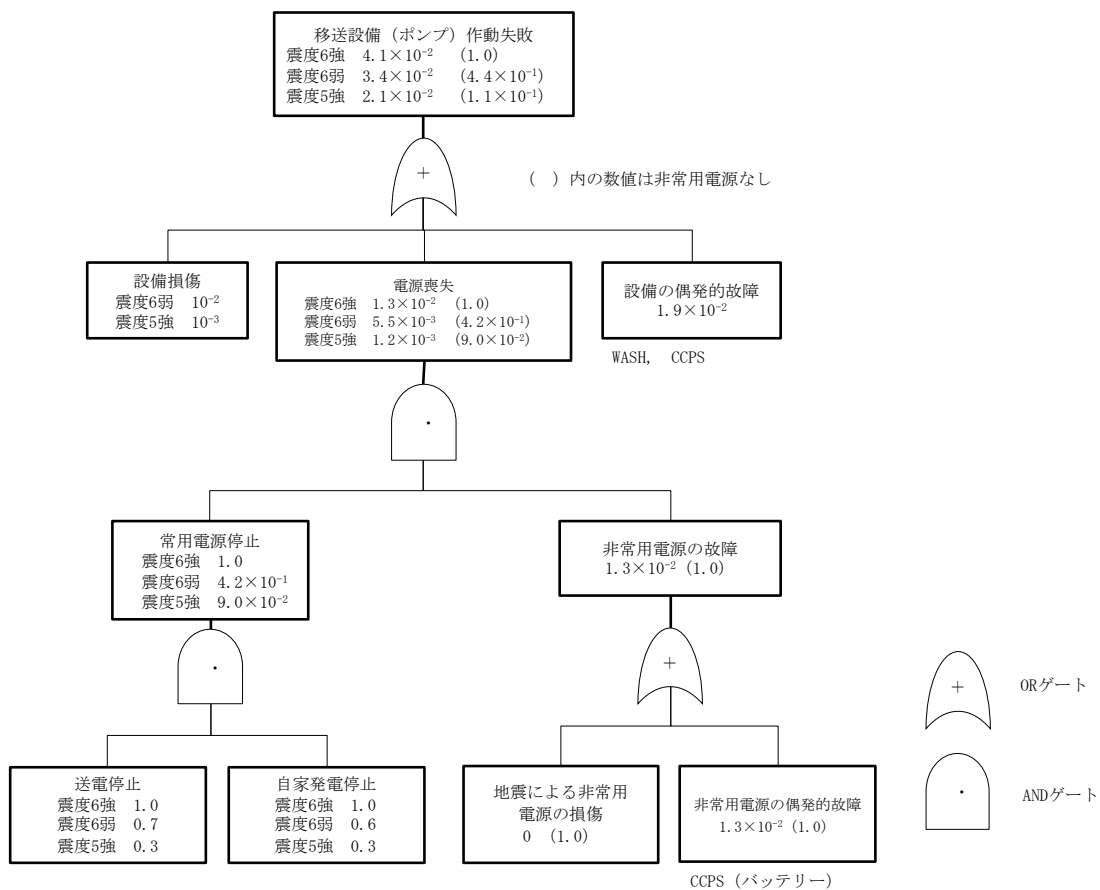 移送設備（ポンプ）作動失敗
震度6強 4.1×10⁻² (1.0)
震度6弱 3.4×10⁻² (4.4×10⁻¹)
震度5強 2.1×10⁻² (1.1×10⁻¹)
+
（ ）内の数値は非常用電源なし
設備損傷
震度6弱 10⁻²
震度5強 10⁻³
電源喪失
震度6強 1.3×10⁻² (1.0)
震度6弱 5.5×10⁻³ (4.2×10⁻¹)
震度5強 1.2×10⁻³ (9.0×10⁻²)
設備の偶発的故障
1.9×10⁻²
WASH, CCPS
・
常用電源停止
震度6強 1.0
震度6弱 4.2×10⁻¹
震度5強 9.0×10⁻²
非常用電源の故障
1.3×10⁻² (1.0)
・
+
送電停止
震度6強 1.0
震度6弱 0.7
震度5強 0.3
自家発電停止
震度6強 1.0
震度6弱 0.6
震度5強 0.3
地震による非常用
電源の損傷
0 (1.0)
非常用電源の偶発的故障
1.3×10⁻² (1.0)
CCPS（バッテリー）
+
ORゲート
・
ANDゲート